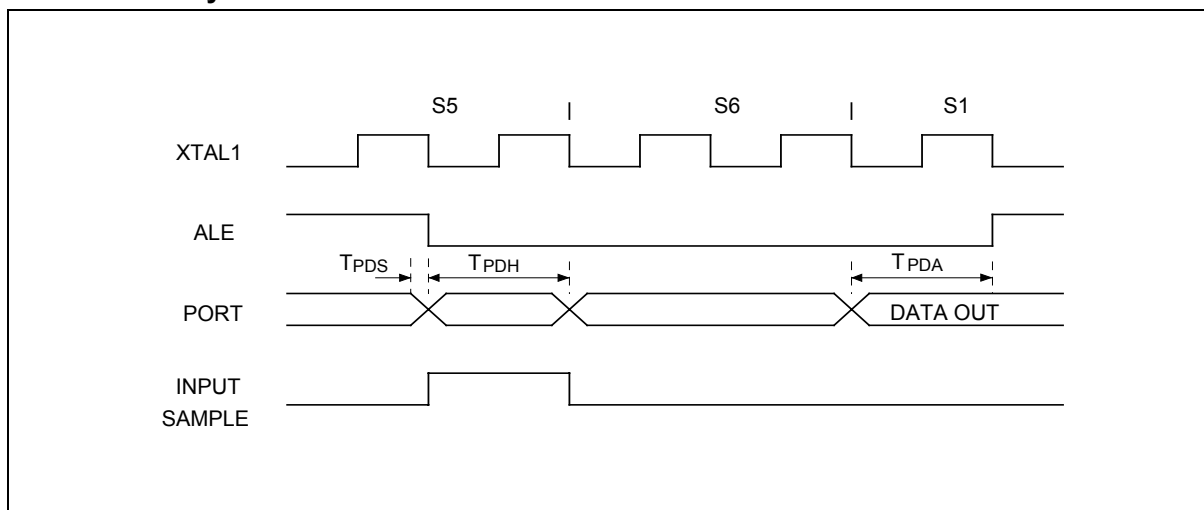 S5 | S6 | S1
XTAL1
ALE
TPDS TPDH TPDA
PORT
DATA OUT
INPUT
SAMPLE